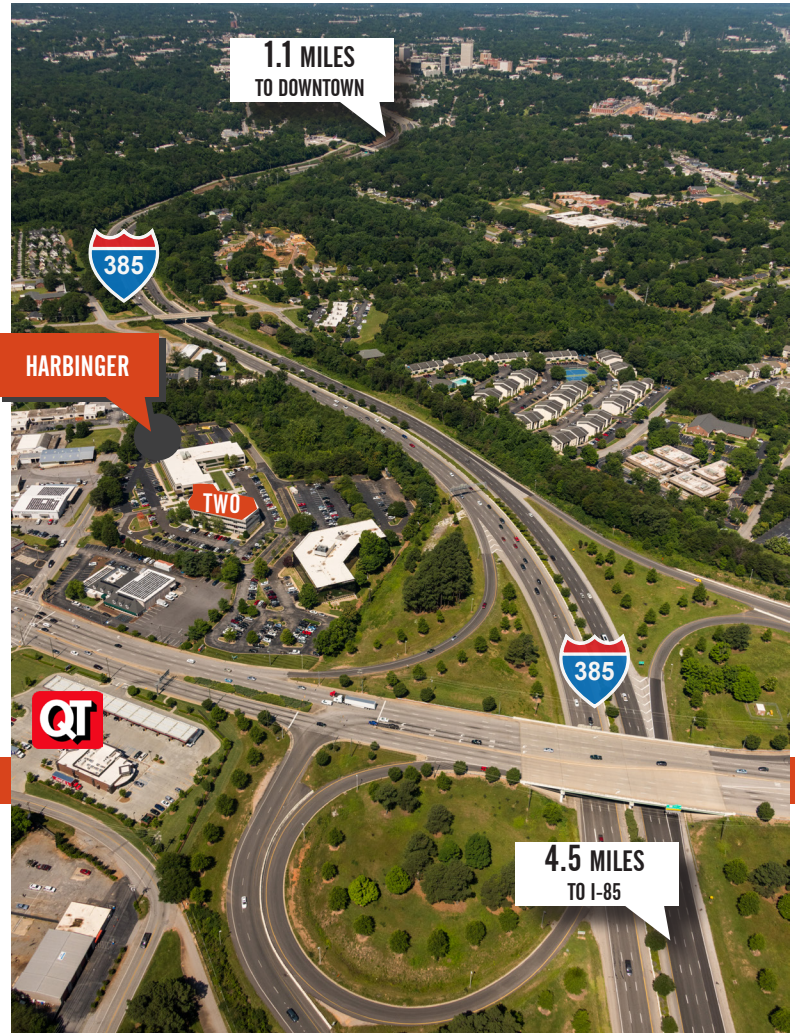 1.1 MILES
TO DOWNTOWN
385
HARBINGER
TWO
385
QT
4.5 MILES
TO I-85